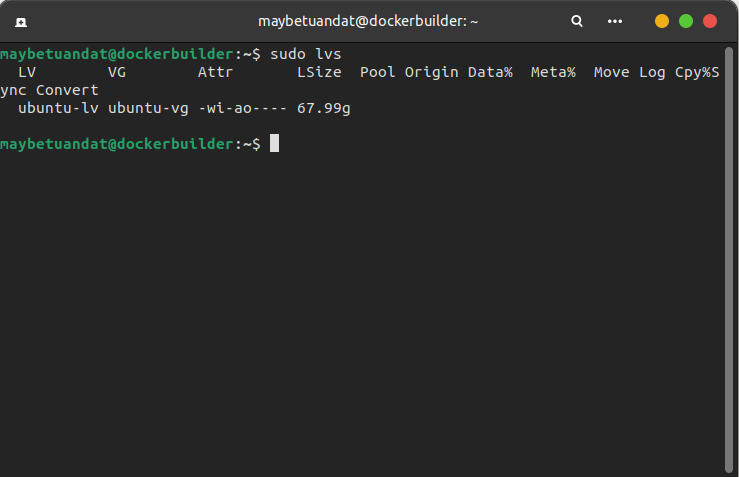 maybetuandat@dockerbuilder: ~
maybetuandat@dockerbuilder:~$ sudo lvs
  LV        VG        Attr       LSize  Pool Origin Data%  Meta%  Move Log Cpy%S
ync Convert
  ubuntu-lv ubuntu-vg -wi-ao---- 67.99g
maybetuandat@dockerbuilder:~$